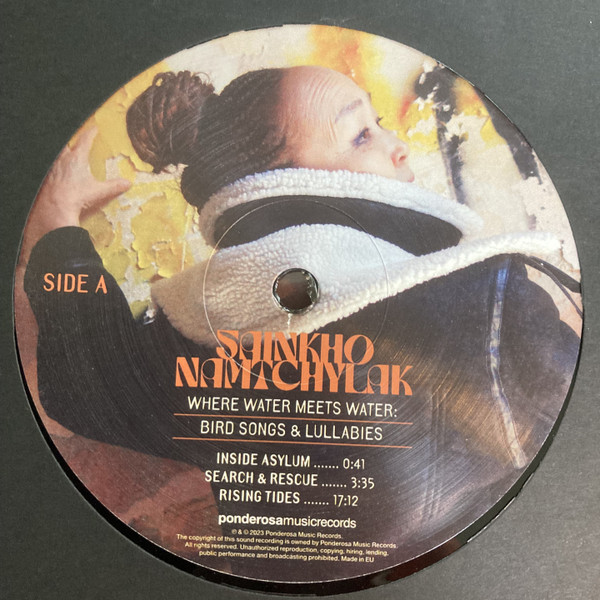 SIDE A
SAINKHO
NAMTCHYLAK
WHERE WATER MEETS WATER:
BIRD SONGS & LULLABIES
INSIDE ASYLUM ....... 0:41
SEARCH & RESCUE ....... 3:35
RISING TIDES ....... 17:12
ponderosamusicrecords
℗ & © 2023 Ponderosa Music Records.
The copyright of this sound recording is owned by Ponderosa Music Records.
All rights reserved. Unauthorized reproduction, copying, hiring, lending,
public performance and broadcasting prohibited. Made in EU